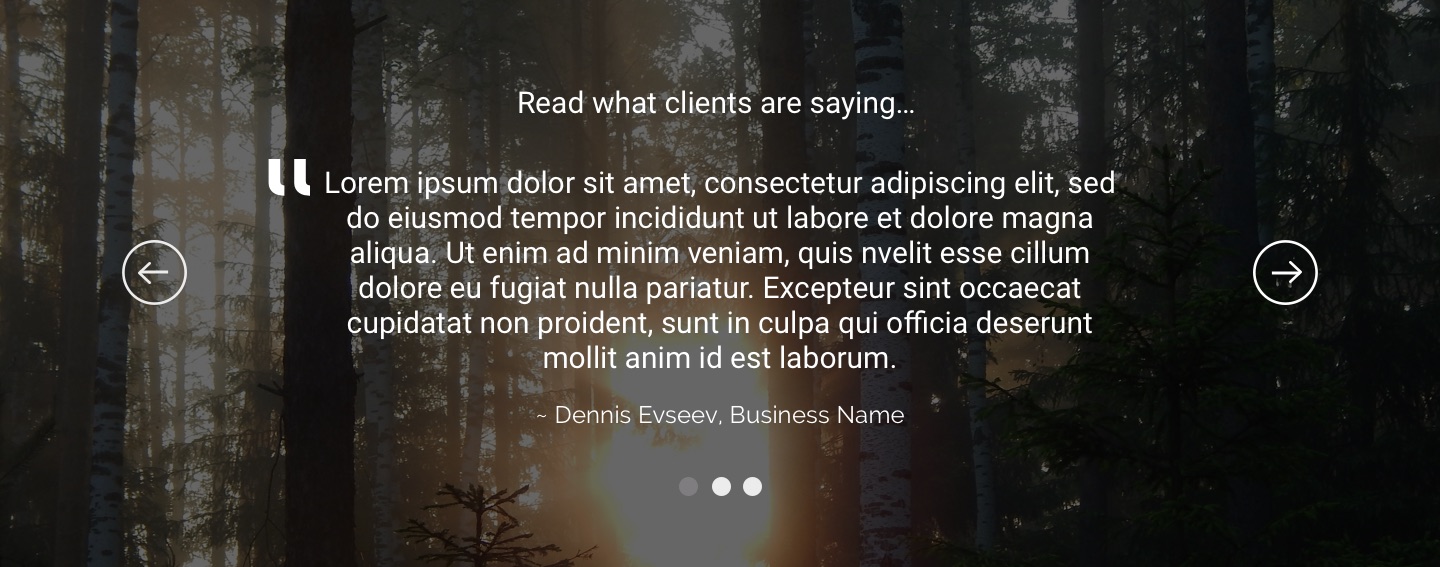 Read what clients are saying...
" Lorem ipsum dolor sit amet, consectetur adipiscing elit, sed
do eiusmod tempor incididunt ut labore et dolore magna
aliqua. Ut enim ad minim veniam, quis nvelit esse cillum
dolore eu fugiat nulla pariatur. Excepteur sint occaecat
cupidatat non proident, sunt in culpa qui officia deserunt
mollit anim id est laborum.
~ Dennis Evseev, Business Name